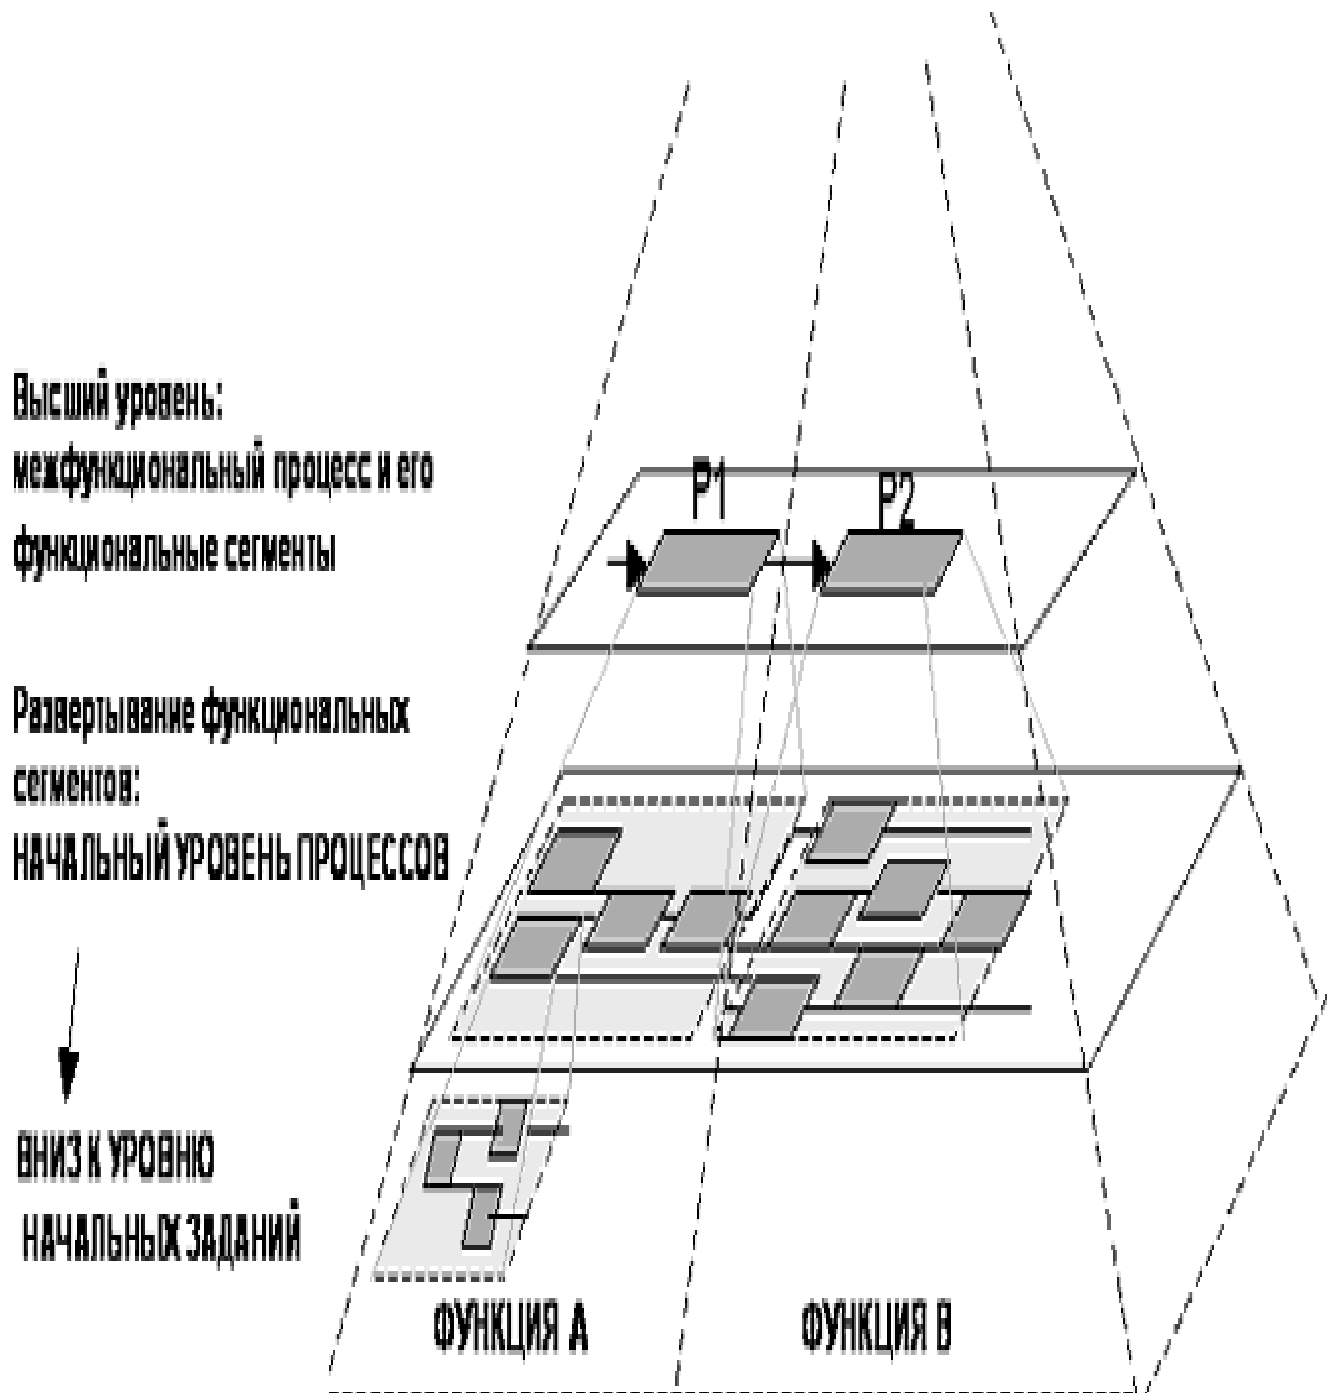 Высший уровень:
межфункциональный процесс и его
функциональные сегменты
P1
P2
Развертывание функциональных
сегментов:
НАЧАЛЬНЫЙ УРОВЕНЬ ПРОЦЕССОВ
ВНИЗ К УРОВНЮ
НАЧАЛЬНЫХ ЗАДАНИЙ
ФУНКЦИЯ А
ФУНКЦИЯ В